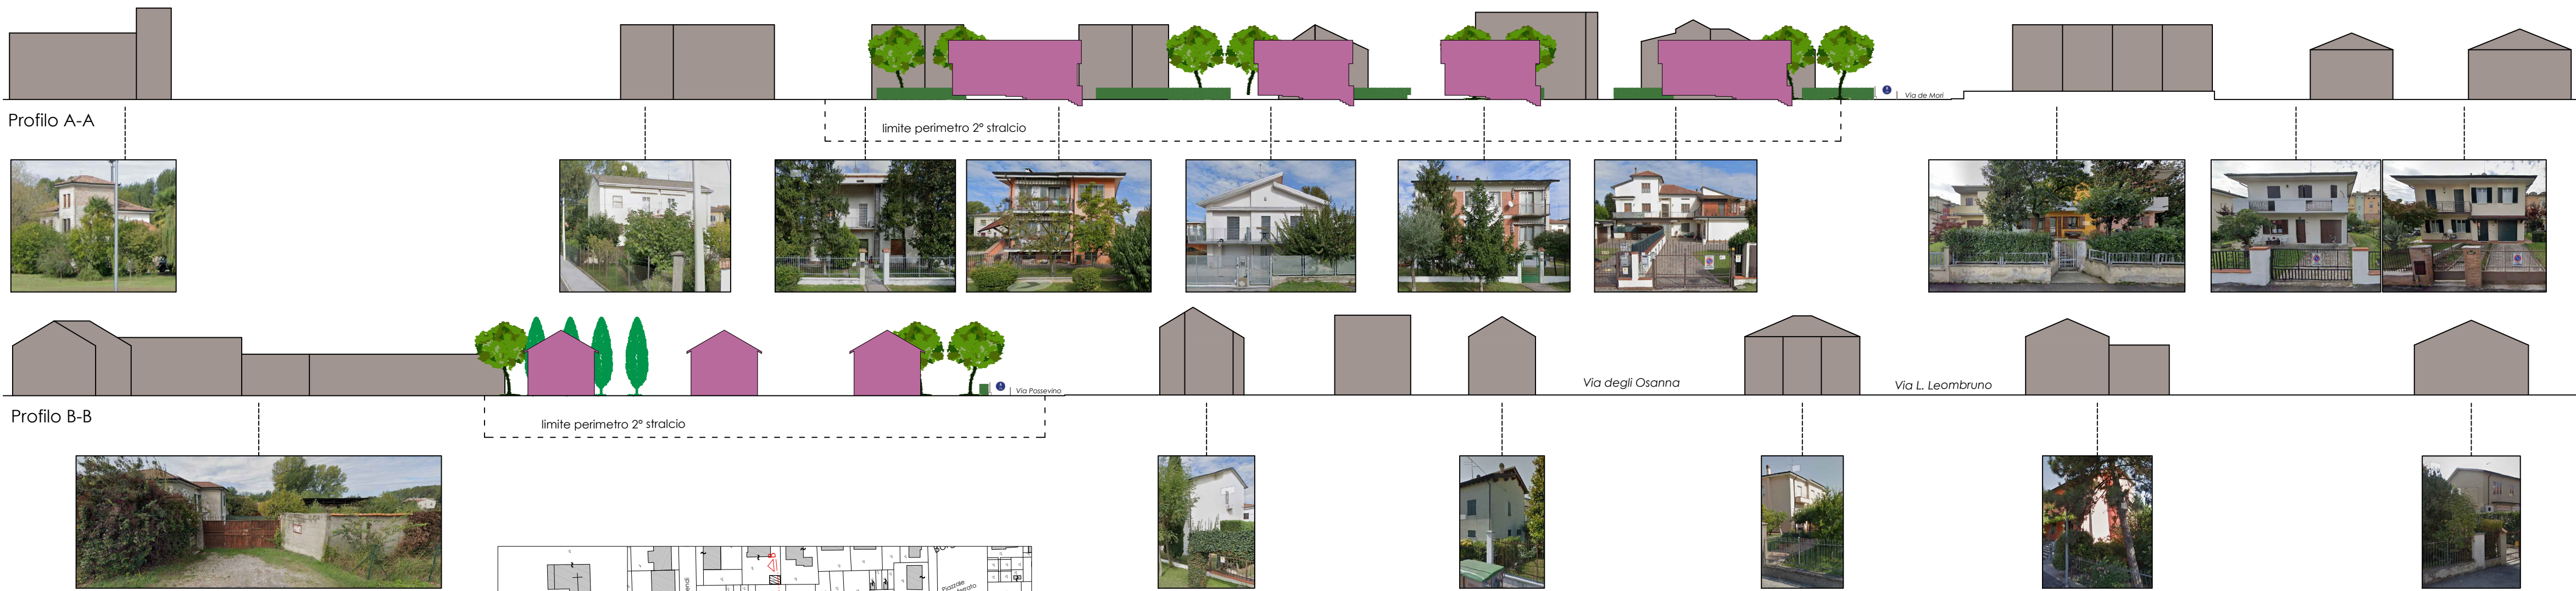 Via de Mori
Profilo A-A
limite perimetro 2° stralcio
Via degli Osanna
Via L. Leombruno
Via Possevino
Profilo B-B
limite perimetro 2° stralcio
B
Piazzale